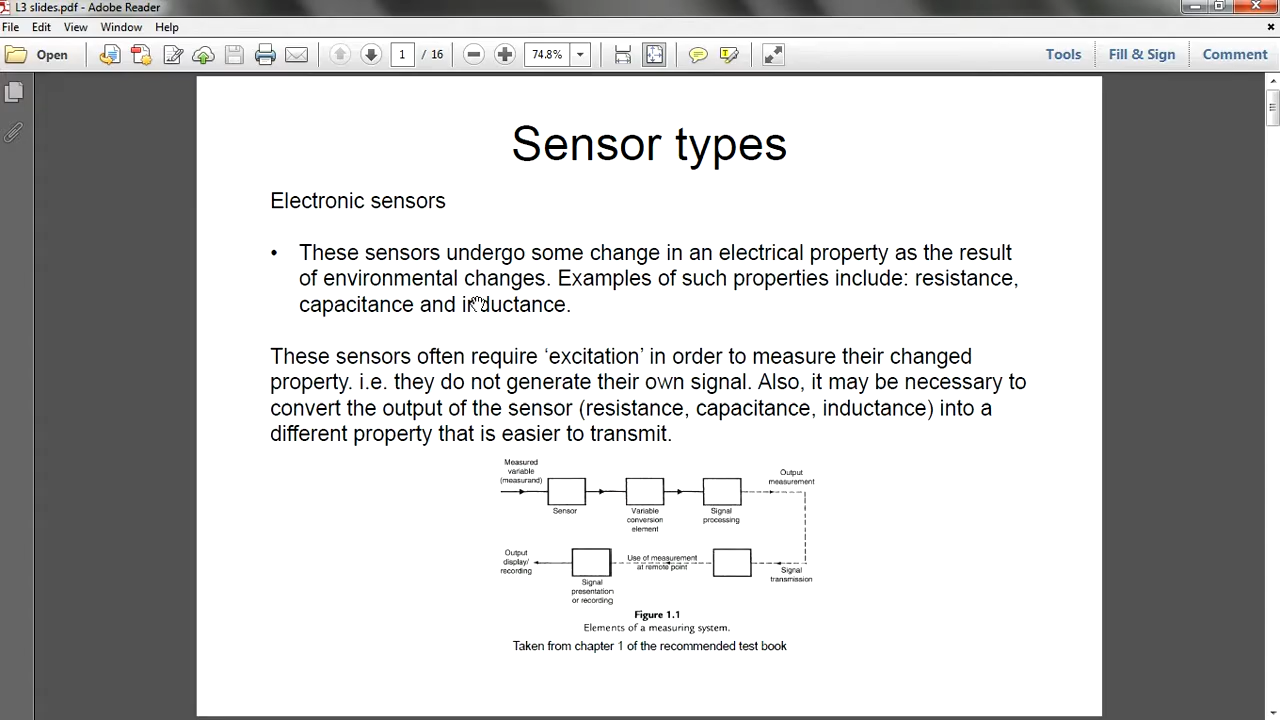 L3 slides.pdf - Adobe Reader
File Edit View Window Help
Open 1 / 16 74.8% Tools Fill & Sign Comment
Sensor types
Electronic sensors
• These sensors undergo some change in an electrical property as the result
of environmental changes. Examples of such properties include: resistance,
capacitance and inductance.
These sensors often require ‘excitation’ in order to measure their changed
property. i.e. they do not generate their own signal. Also, it may be necessary to
convert the output of the sensor (resistance, capacitance, inductance) into a
different property that is easier to transmit.
Measured
variable
(measurand)
Sensor
Variable
conversion
element
Signal
processing
Output
measurement
Output
display/
recording
Signal
presentation
or recording
Use of measurement
at remote point
Signal
transmission
Figure 1.1
Elements of a measuring system.
Taken from chapter 1 of the recommended test book